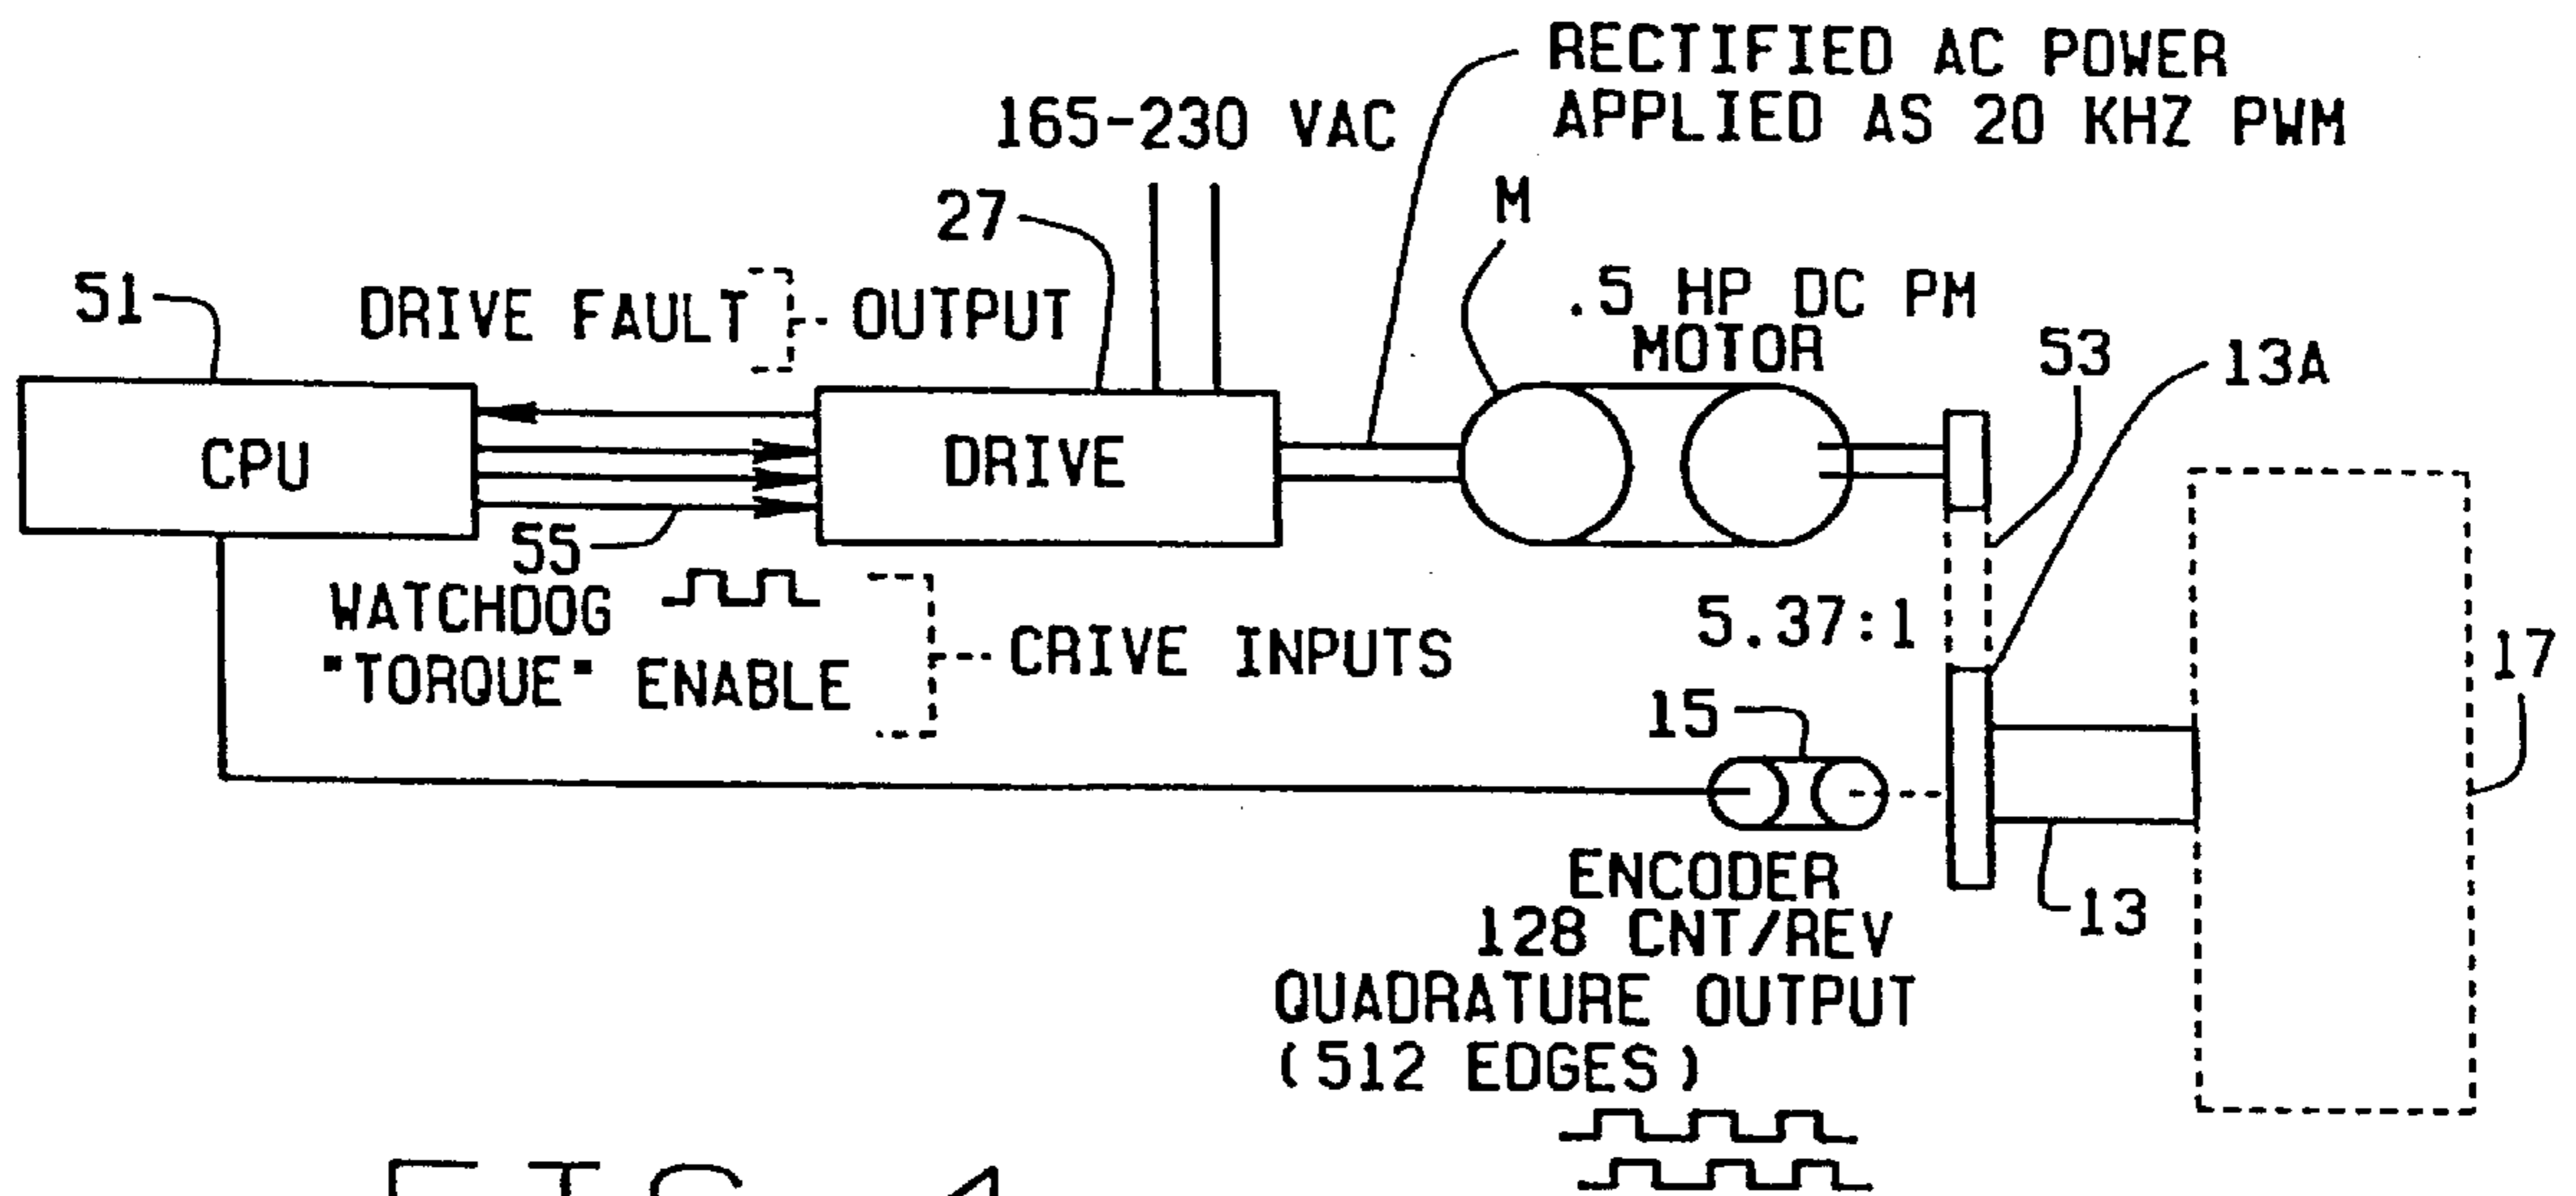 RECTIFIED AC POWER
APPLIED AS 20 KHZ PWM
165-230 VAC
27
M
51
DRIVE FAULT
OUTPUT
.5 HP DC PM
MOTOR
53
13A
CPU
DRIVE
55
WATCHDOG
"TORQUE" ENABLE
CRIVE INPUTS
5.37:1
17
15
13
ENCODER
128 CNT/REV
QUADRATURE OUTPUT
(512 EDGES)